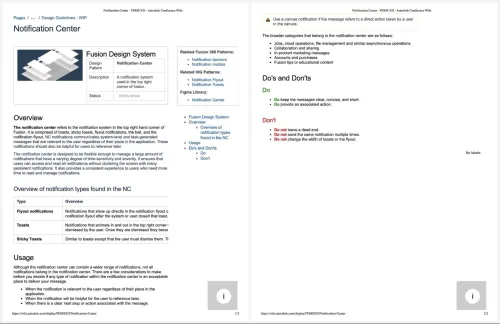 Notification Center - PDMUXD - Autodesk Confluence Wiki
Pages / ... / Design Guidelines - WIP
Notification Center
Fusion Design System
Design Pattern
Notification Center
Description
A notification system used in the top right corner of fusion.
Status
Related Fusion 360 Patterns:
Notification banners
Notification modals
Related HIG Patterns:
Notification Flyout
Notification Toasts
Figma Library:
Notification Center
Fusion Design System
Overview
Overview of notification types found in the NC
Usage
Do's and Don'ts
Do
Don't
Overview
The notification center refers to the notification system in the top right hand corner of
Fusion. It is comprised of toasts, sticky toasts, flyout notifications, the bell, and the
notification flyout. NC notifications communicates system-level and task-generated
messages that are relevant to the user regardless of their place in the application. These
notifications should also be helpful for users to reference later.
The notification center is designed to be flexible enough to manage a large amount of
notifications that have a varying degree of time sensitivity and severity. It ensures that
users can access and read all notifications without cluttering the screen with many
persistent notifications. It also provides a consistent experience to users who need more
time to read and manage notifications.
Overview of notification types found in the NC
Type
Overview
Flyout notifications
Notifications that show up directly in the notification flyout
notification flyout after the system or user closed that toast.
Toasts
Notifications that animates in and out in the top right corner
dismissed by the user. Once they are dismissed they
Sticky Toasts
Similar to toasts except that the user must dismiss them.
Usage
Although the notification center can contain a wider range of notifications, not all
notifications belong in the notification center. There are a few considerations to make
before you decide if any type of notification within the notification center is an acceptable
place to deliver your message.
When the notification is relevant to the user regardless of their place in the
application.
When the notification will be helpful for the user to reference later.
When there is a clear next step or action associated with the message.
1/2
Notification Center - PDMUXD - Autodesk Confluence Wiki
Use a canvas notification if the message refers to a direct action taken by a user
in the canvas.
The broader categories that belong in the notification center are as follows:
Jobs, cloud operations, file management and similar asynchronous operations
Collaboration and sharing
In-product marketing messages
Accounts and purchases
Fusion tips or educational content
Do's and Don'ts
Do
Do keep the messages clear, concise, and short.
Do provide an associated action.
Don't
Do not leave a dead end.
Do not send the same notification multiple times.
Do not change the width of toasts or the flyout.
No labels
2/2